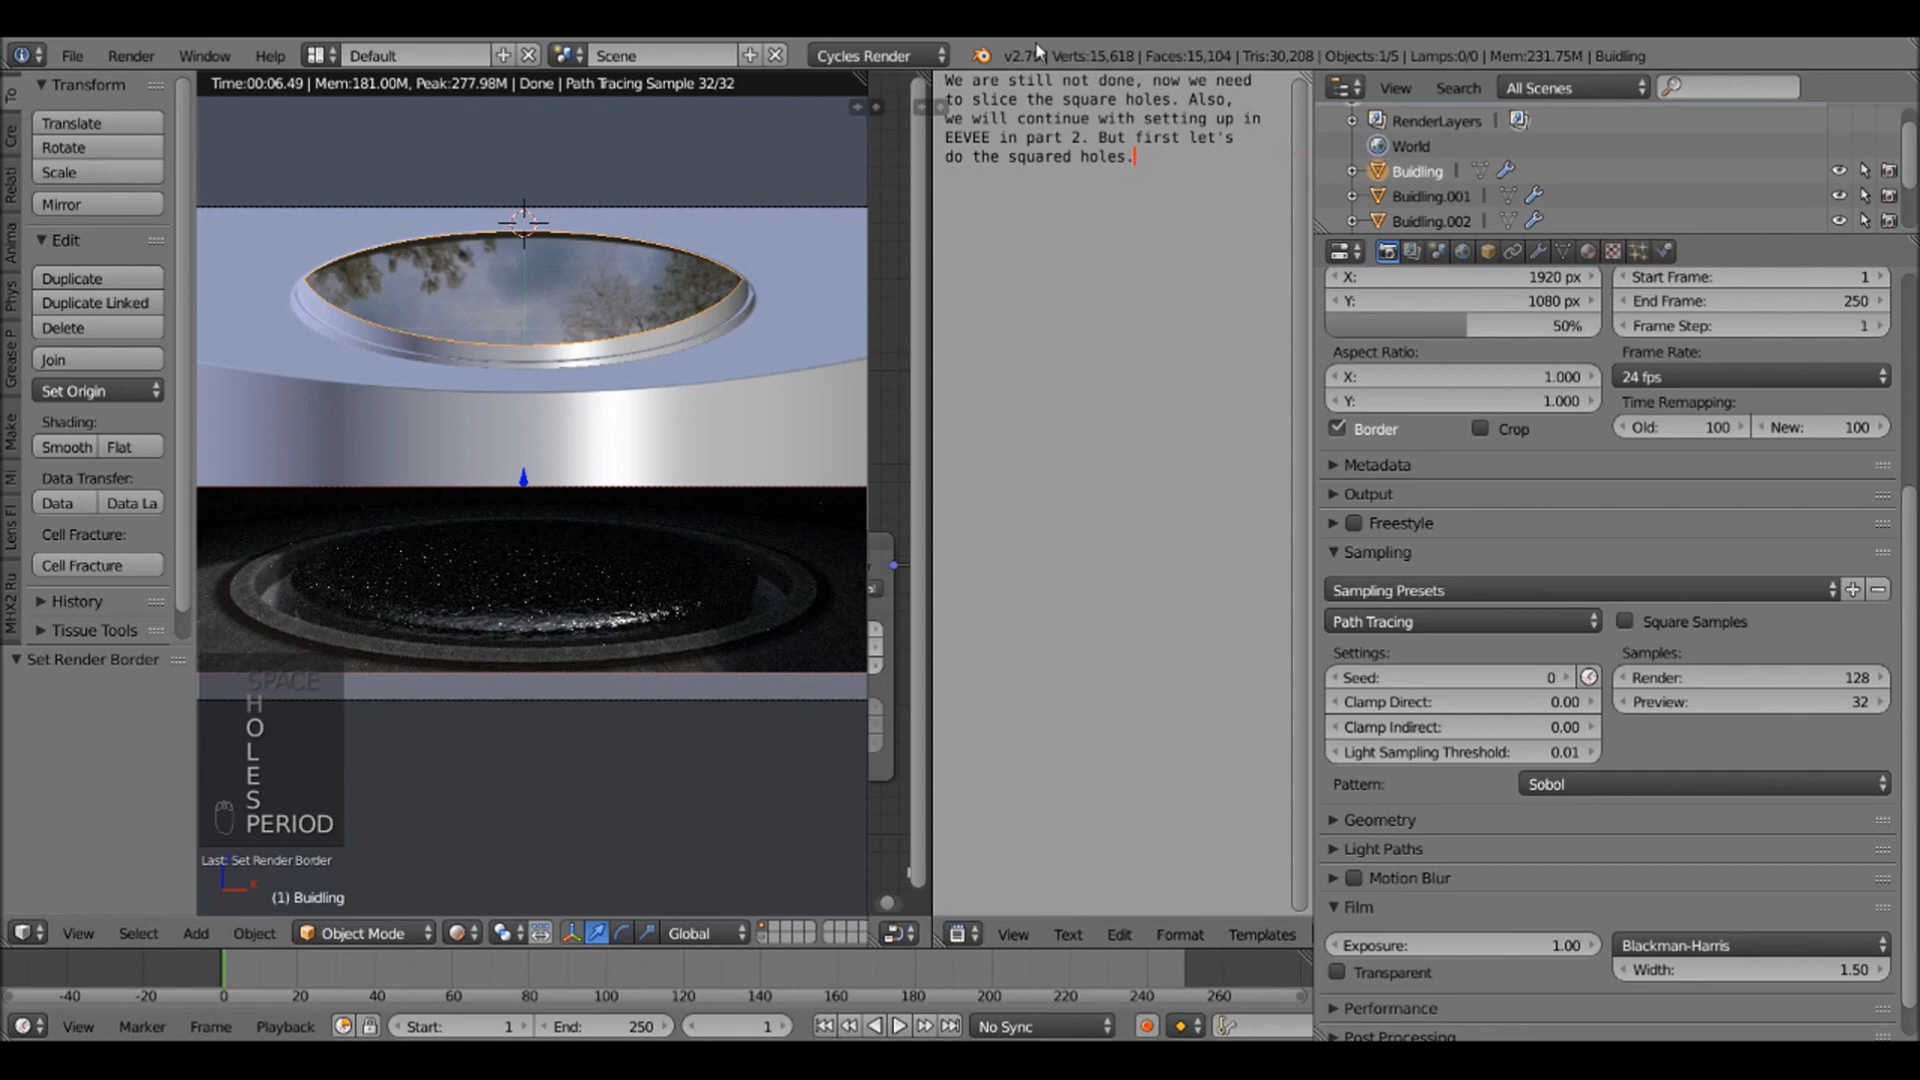 File Render Window Help Default Scene Cycles Render v2.79 Verts:15,618 | Faces:15,104 | Tris:30,208 | Objects:1/5 | Lamps:0/0 | Mem:231.75M | Buidling
Transform
Translate
Rotate
Scale
Mirror
Edit
Duplicate
Duplicate Linked
Delete
Join
Set Origin
Shading:
Smooth Flat
Data Transfer:
Data Data La
Cell Fracture:
Cell Fracture
History
Tissue Tools
Set Render Border
To
Cre
Relati
Anima
Phys
Grease P
Make
Mi
Lens Fl
MHX2 Ru
Time:00:06.49 | Mem:181.00M, Peak:277.98M | Done | Path Tracing Sample 32/32
SPACE
H
O
L
E
S
PERIOD
Last: Set Render Border
(1) Buidling
View Select Add Object Object Mode Global
We are still not done, now we need
to slice the square holes. Also,
we will continue with setting up in
EEVEE in part 2. But first let's
do the squared holes.
View Text Edit Format Templates
View Search All Scenes
RenderLayers
World
Buidling
Buidling.001
Buidling.002
X: 1920 px
Y: 1080 px
50%
Aspect Ratio:
X: 1.000
Y: 1.000
Border Crop
Start Frame: 1
End Frame: 250
Frame Step: 1
Frame Rate:
24 fps
Time Remapping:
Old: 100 New: 100
Metadata
Output
Freestyle
Sampling
Sampling Presets
Path Tracing Square Samples
Settings: Samples:
Seed: 0 Render: 128
Clamp Direct: 0.00 Preview: 32
Clamp Indirect: 0.00
Light Sampling Threshold: 0.01
Pattern: Sobol
Geometry
Light Paths
Motion Blur
Film
Exposure: 1.00 Blackman-Harris
Transparent Width: 1.50
Performance
Post Processing
-40 -20 0 20 40 60 80 100 120 140 160 180 200 220 240 260
View Marker Frame Playback Start: 1 End: 250 1 No Sync